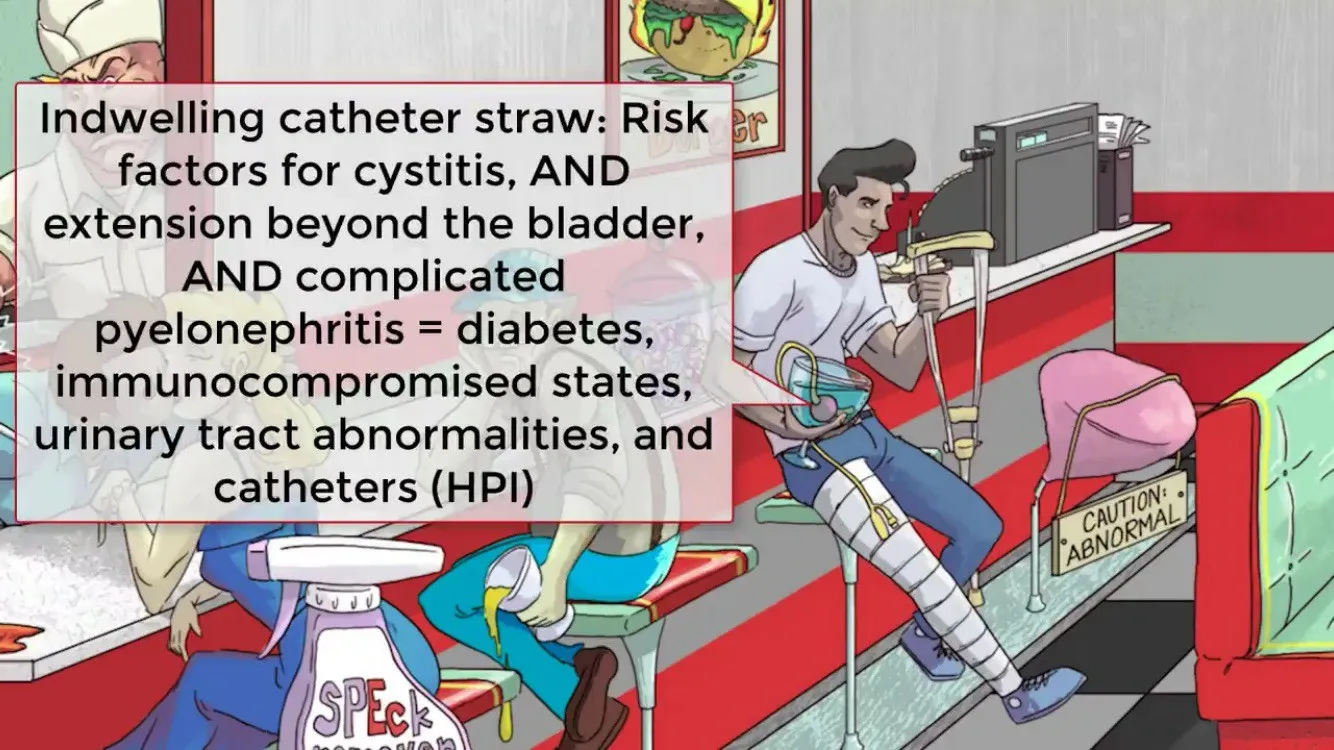 Indwelling catheter straw: Risk
factors for cystitis, AND
extension beyond the bladder,
AND complicated
pyelonephritis = diabetes,
immunocompromised states,
urinary tract abnormalities, and
catheters (HPI)
CAUTION:
ABNORMAL
SPEck